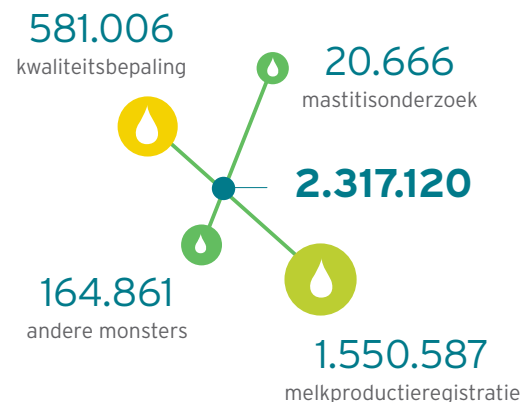 581.006
kwaliteitsbepaling
20.666
mastitisonderzoek
2.317.120
164.861
andere monsters
1.550.587
melkproductieregistratie